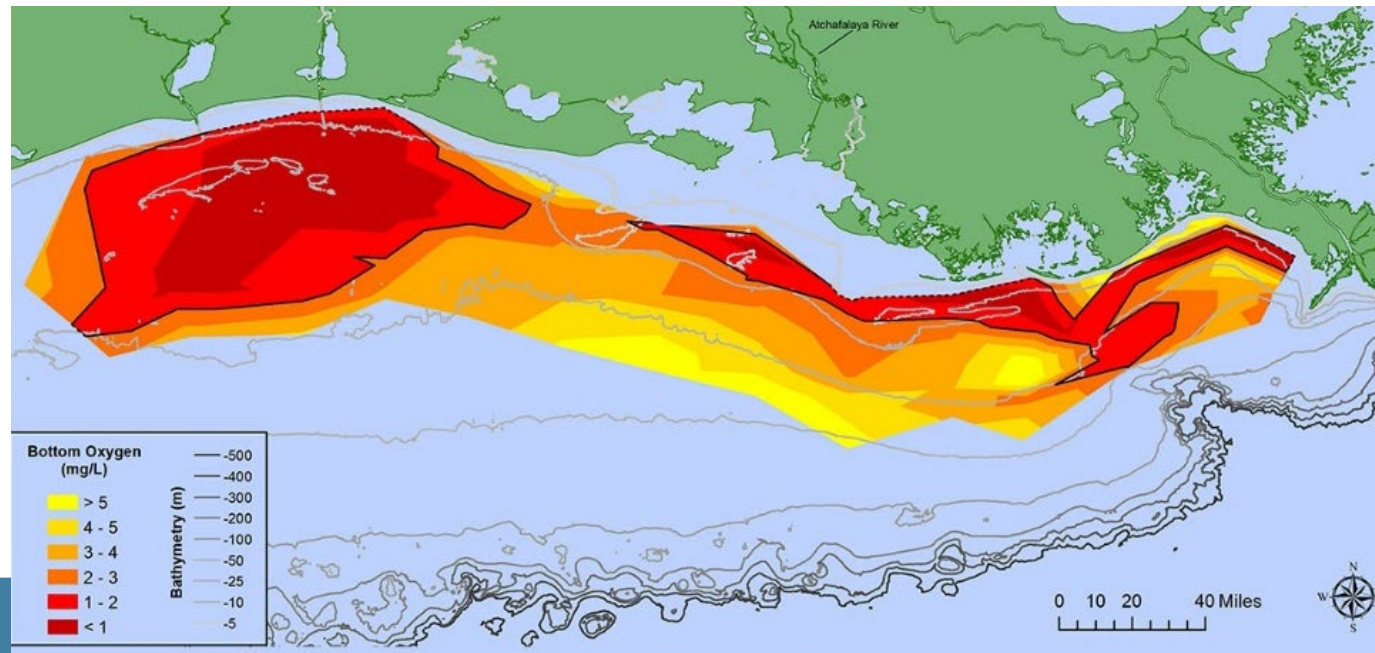 Atchafalaya River
Bottom Oxygen
(mg/L)
> 5
4 - 5
3 - 4
2 - 3
1 - 2
< 1
Bathymetry (m)
-500
-400
-300
-200
-100
-50
-25
-10
-5
0 10 20 40 Miles
N
W E
S